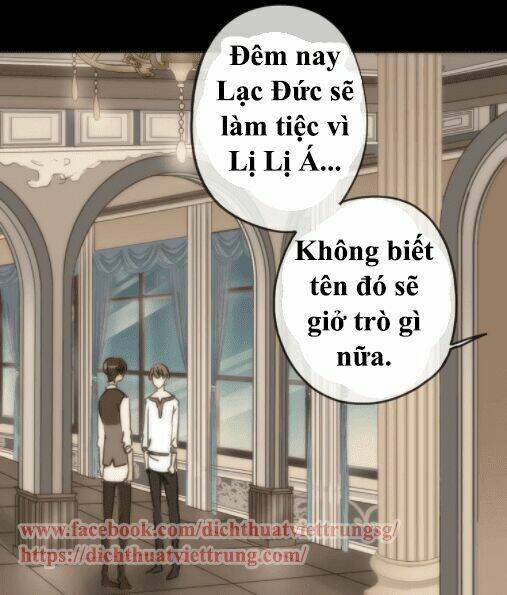 Đêm nay
Lạc Đức sẽ
làm tiệc vì
Lị Lị Á...
Không biết
tên đó sẽ
giở trò gì
nữa.
www.facebook.com/dichthuatviettrungsg/
https://dichthuatviettrung.com/